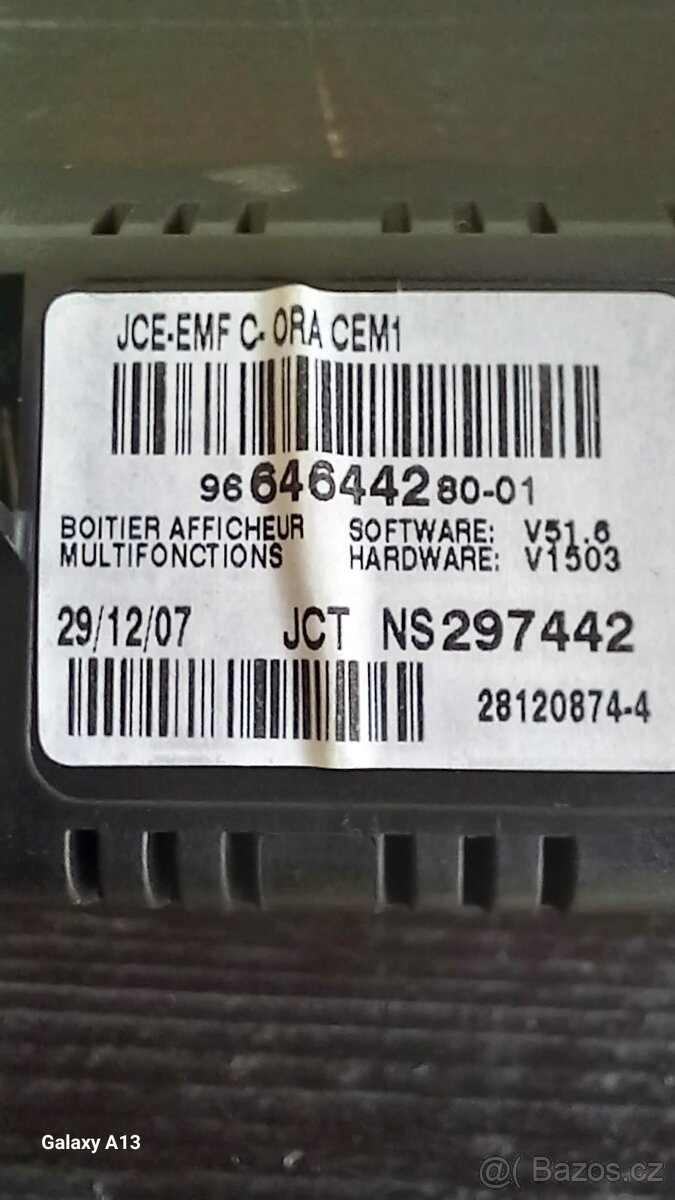 JCE-EMF C- ORA CEM1
9664644280-01
BOITIER AFFICHEUR SOFTWARE: V51.6
MULTIFONCTIONS HARDWARE: V1503
29/12/07 JCT NS297442
28120874-4
Galaxy A13
@( Bazos.cz